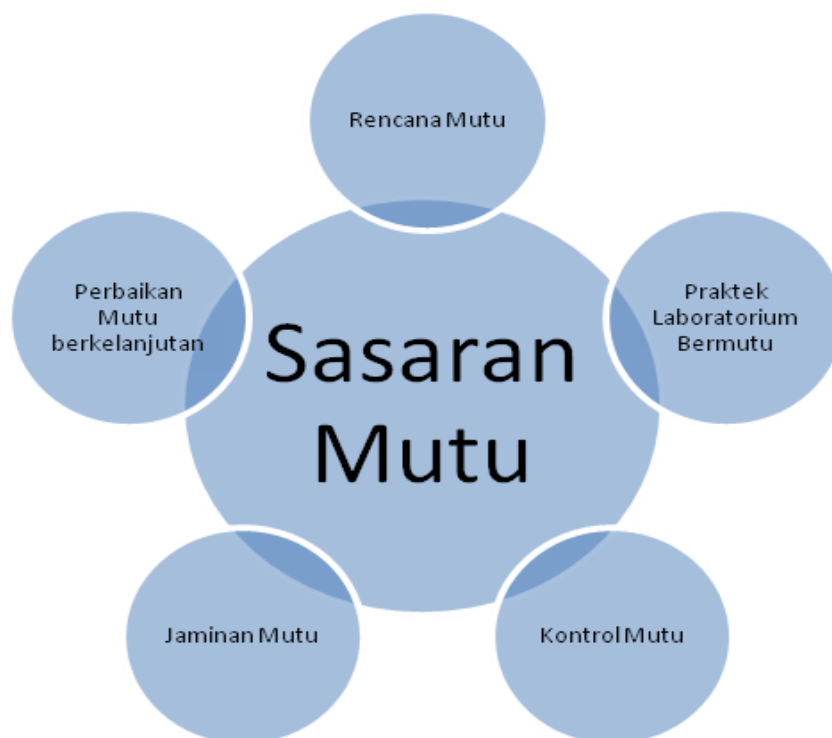 Rencana Mutu
Praktek
Laboratorium
Bermutu
Kontrol Mutu
Jaminan Mutu
Perbaikan
Mutu
berkelanjutan
Sasaran
Mutu